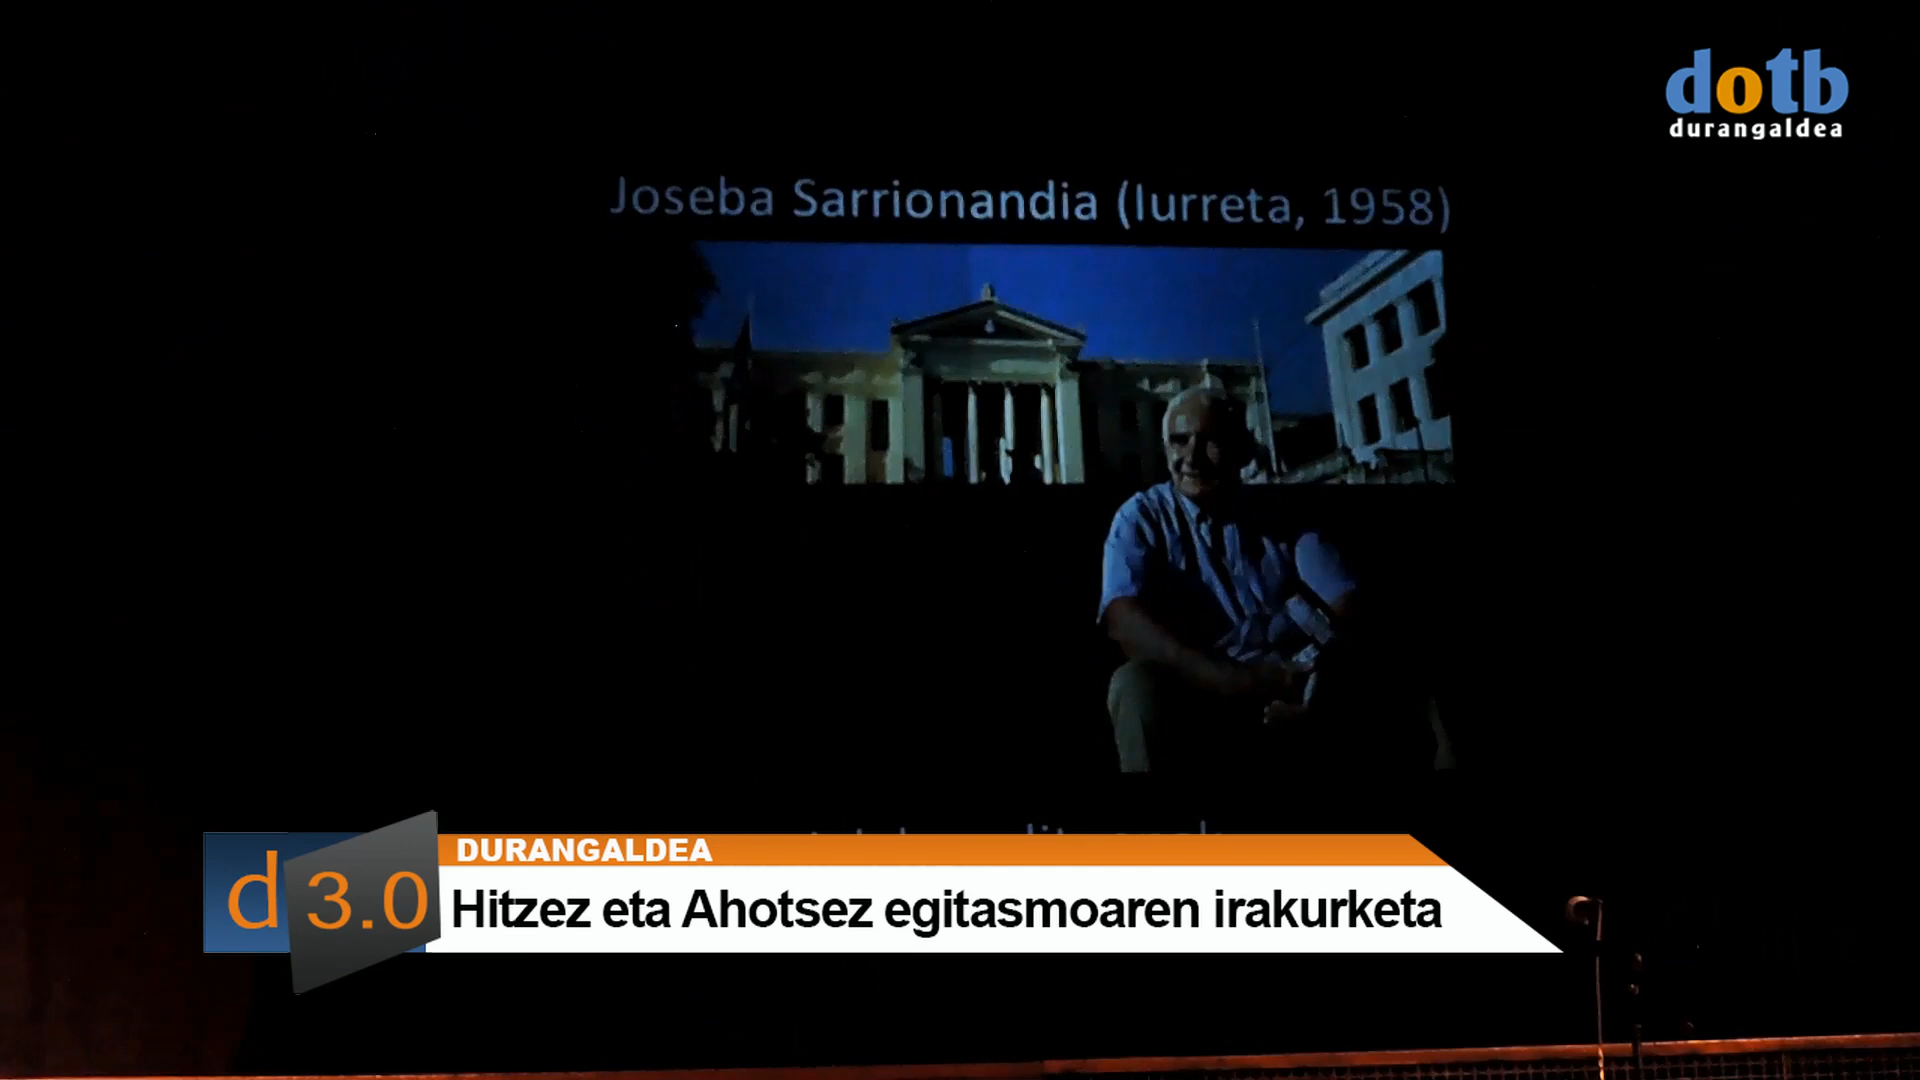 dotb
durangaldea
Joseba Sarrionandia (Iurreta, 1958)
DURANGALDEA
d 3.0
Hitzez eta Ahotsez egitasmoaren irakurketa